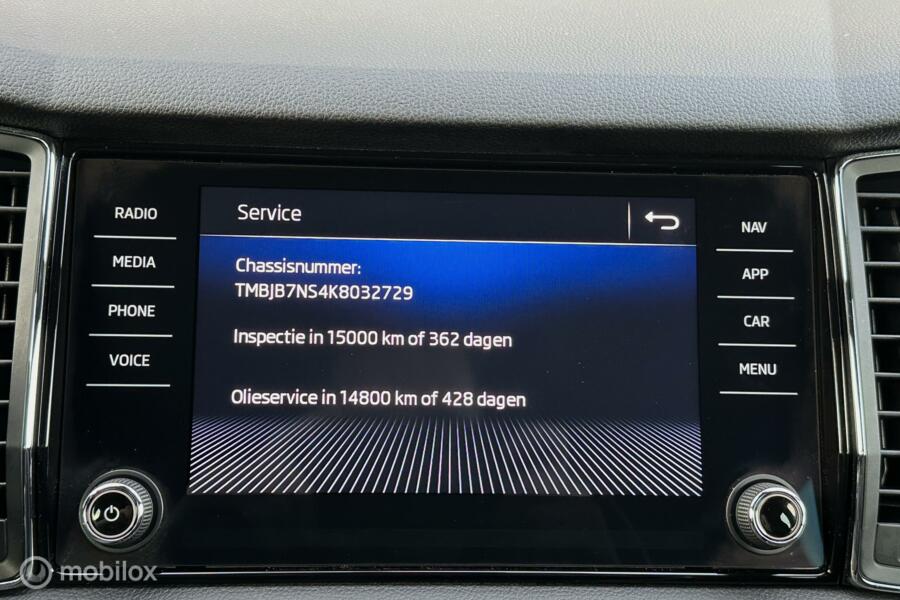 RADIO
MEDIA
PHONE
VOICE
Service
Chassisnummer:
TMBJB7NS4K8032729
Inspectie in 15000 km of 362 dagen
Olieservice in 14800 km of 428 dagen
NAV
APP
CAR
MENU
mobilox